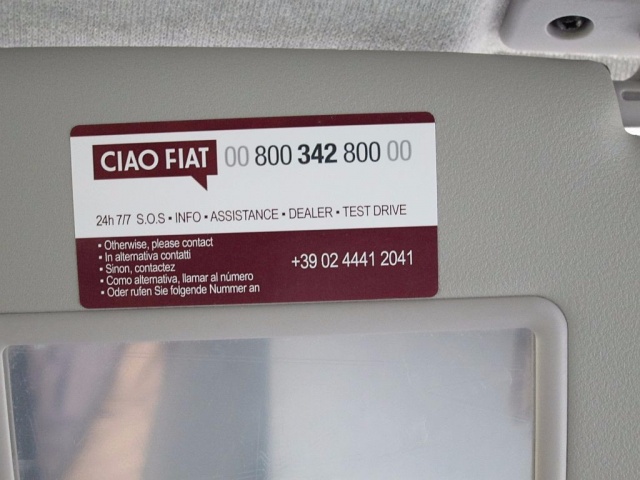 CIAO FIAT 00 800 342 800 00
24h 7/7 S.O.S • INFO • ASSISTANCE • DEALER • TEST DRIVE
• Otherwise, please contact
• In alternativa contatti
• Sinon, contactez
• Como alternativa, llamar al número
• Oder rufen Sie folgende Nummer an
+39 02 4441 2041